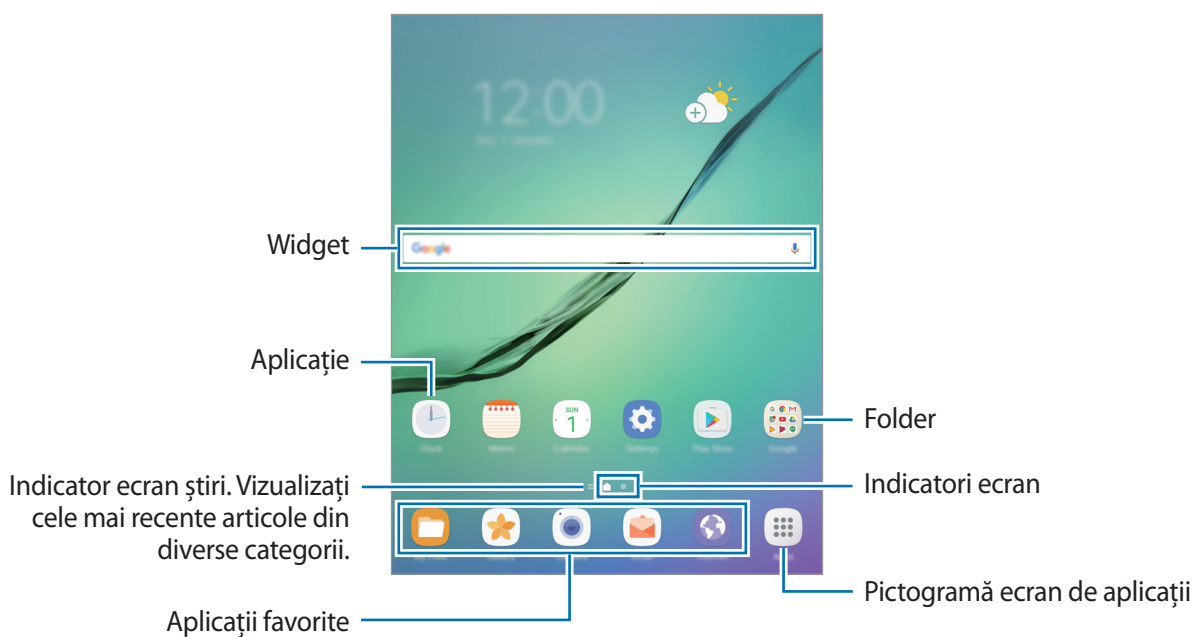 12:00
Google
Widget
Aplicație
SUN
1
Clock
Memo
Calendar
Settings
Play Store
Google
Folder
Indicator ecran știri. Vizualizați
cele mai recente articole din
diverse categorii.
Indicatori ecran
Pictogramă ecran de aplicații
Aplicații favorite